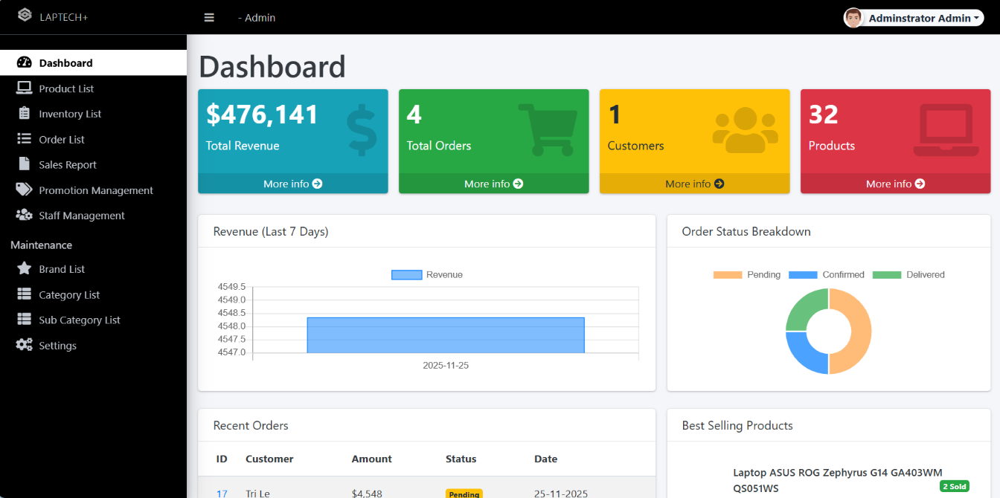 LAPTECH+
- Admin
Adminstrator Admin
Dashboard
Product List
Inventory List
Order List
Sales Report
Promotion Management
Staff Management
Maintenance
Brand List
Category List
Sub Category List
Settings
Dashboard
$476,141
Total Revenue
More info
4
Total Orders
More info
1
Customers
More info
32
Products
More info
Revenue (Last 7 Days)
Revenue
4549.5
4549.0
4548.5
4548.0
4547.5
4547.0
2025-11-25
Order Status Breakdown
Pending Confirmed Delivered
Recent Orders
ID Customer Amount Status Date
17 Tri Le $4,548 Pending 25-11-2025
Best Selling Products
Laptop ASUS ROG Zephyrus G14 GA403WM
QS051WS
2 Sold